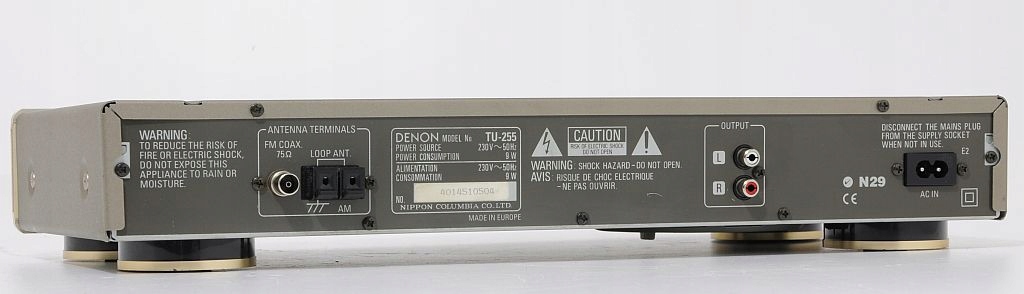 WARNING:
TO REDUCE THE RISK OF
FIRE OR ELECTRIC SHOCK,
DO NOT EXPOSE THIS
APPLIANCE TO RAIN OR
MOISTURE.
ANTENNA TERMINALS
FM COAX.
75Ω
LOOP ANT.
AM
DENON MODEL No TU-255
POWER SOURCE 230V~50Hz
POWER CONSUMPTION 9W
ALIMENTATION 230V~50Hz
CONSOMMATION 9W
NO. 4014510504
NIPPON COLUMBIA CO.,LTD.
MADE IN EUROPE
CAUTION
RISK OF ELECTRIC SHOCK
DO NOT OPEN
WARNING: SHOCK HAZARD-DO NOT OPEN.
AVIS: RISQUE DE CHOC ELECTRIQUE
-NE PAS OUVRIR.
OUTPUT
L
R
DISCONNECT THE MAINS PLUG
FROM THE SUPPLY SOCKET
WHEN NOT IN USE.
E2
N29
CE
AC IN